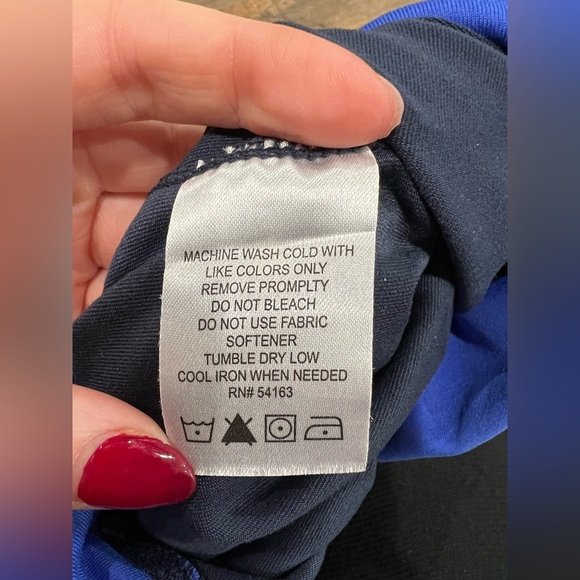 MACHINE WASH COLD WITH
LIKE COLORS ONLY
REMOVE PROMPLTY
DO NOT BLEACH
DO NOT USE FABRIC
SOFTENER
TUMBLE DRY LOW
COOL IRON WHEN NEEDED
RN# 54163